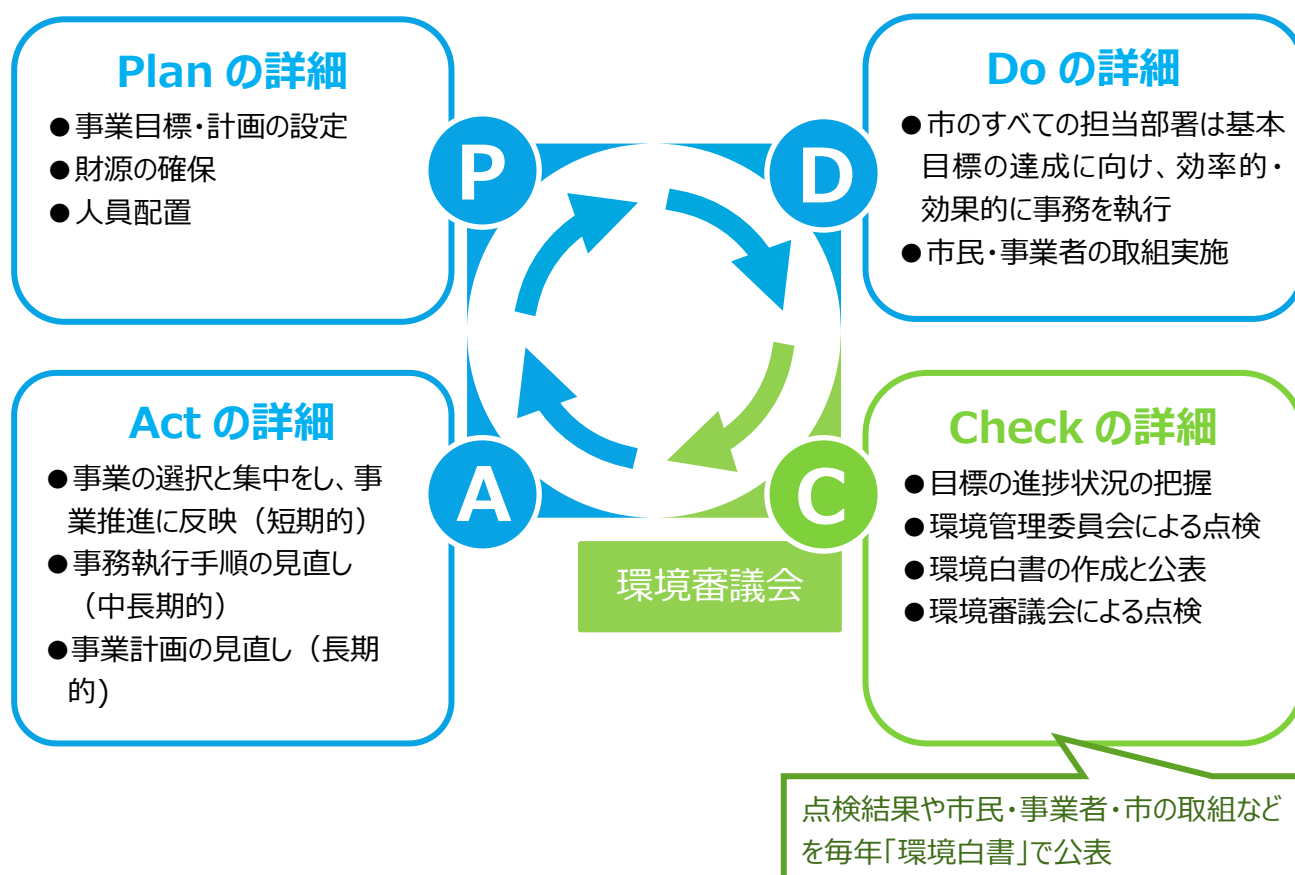 Plan の詳細
●事業目標・計画の設定
●財源の確保
●人員配置
P
D
Do の詳細
●市のすべての担当部署は基本
目標の達成に向け、効率的・
効果的に事務を執行
●市民・事業者の取組実施
Act の詳細
●事業の選択と集中をし、事
業推進に反映（短期的）
●事務執行手順の見直し
（中長期的）
●事業計画の見直し（長期
的)
A
C
環境審議会
Check の詳細
●目標の進捗状況の把握
●環境管理委員会による点検
●環境白書の作成と公表
●環境審議会による点検
点検結果や市民・事業者・市の取組など
を毎年「環境白書」で公表